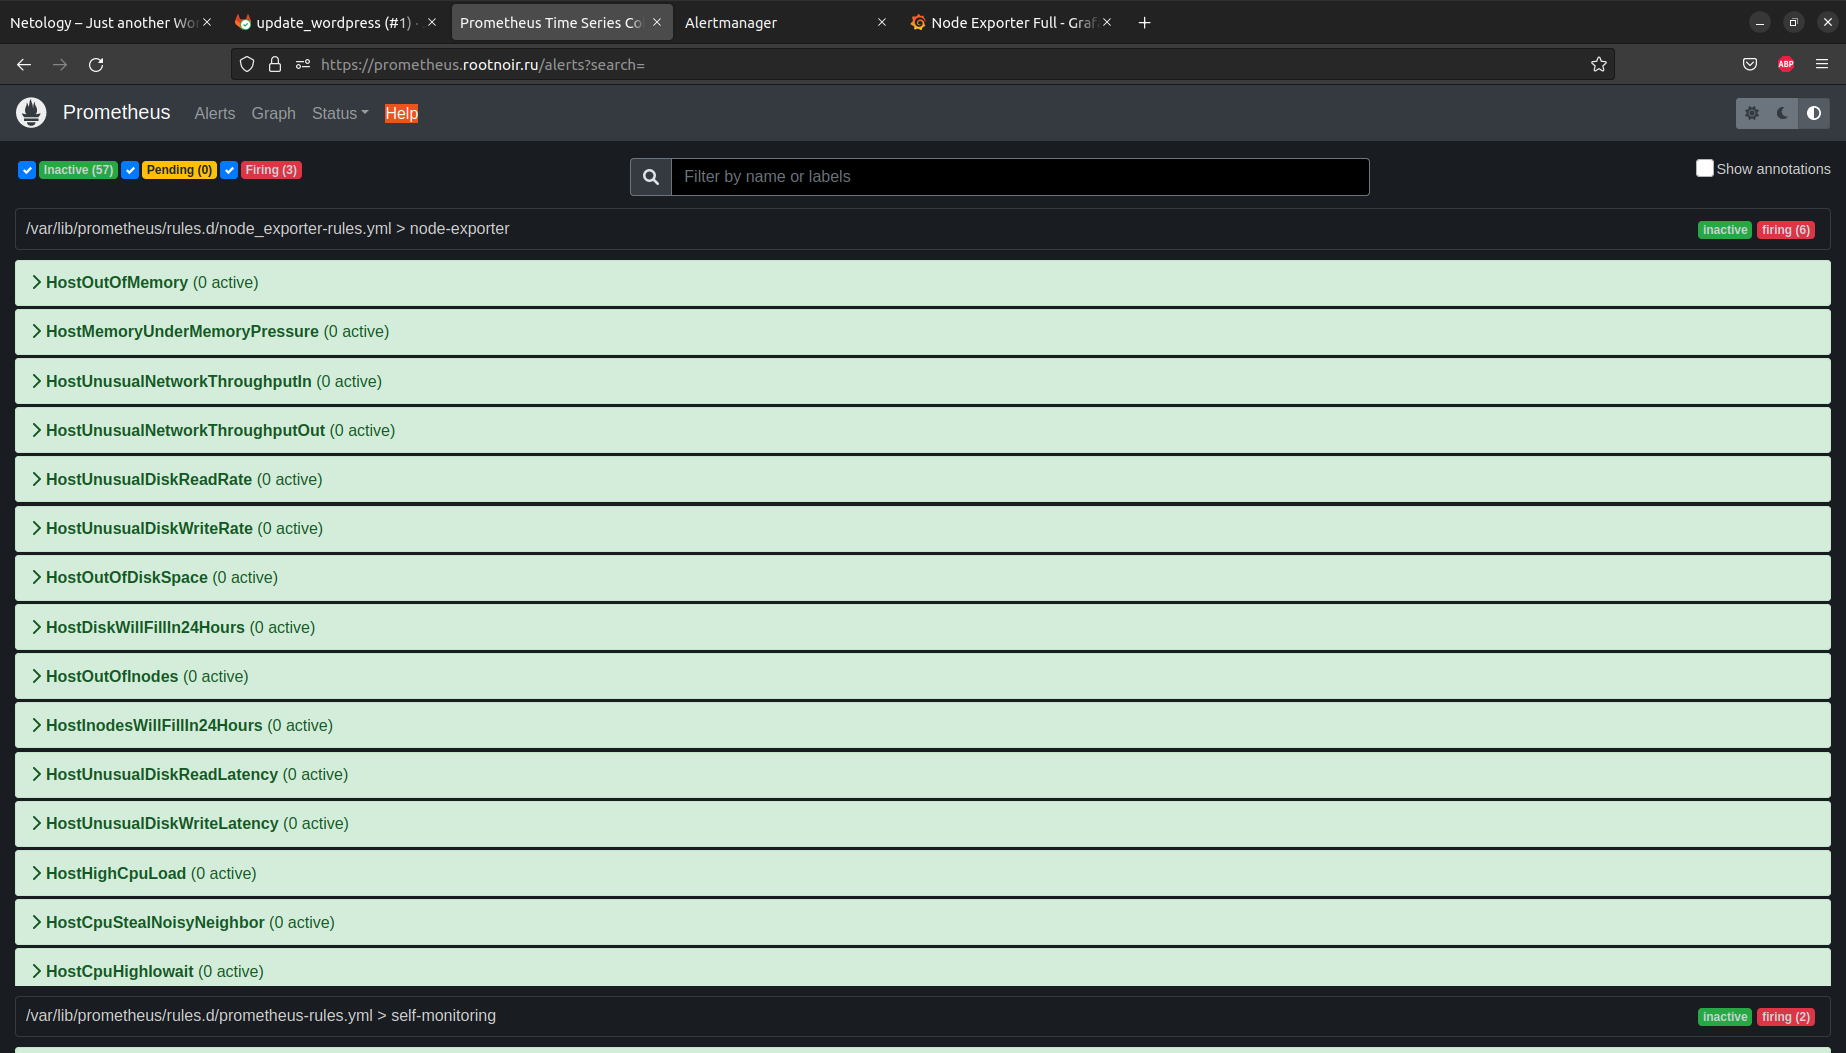 Netology – Just another Wor
update_wordpress (#1) ·
Prometheus Time Series Co
Alertmanager
Node Exporter Full - Graf
https://prometheus.rootnoir.ru/alerts?search=
ABP
Prometheus Alerts Graph Status Help
Inactive (57) Pending (0) Firing (3)
Filter by name or labels
Show annotations
/var/lib/prometheus/rules.d/node_exporter-rules.yml > node-exporter
inactive firing (6)
HostOutOfMemory (0 active)
HostMemoryUnderMemoryPressure (0 active)
HostUnusualNetworkThroughputIn (0 active)
HostUnusualNetworkThroughputOut (0 active)
HostUnusualDiskReadRate (0 active)
HostUnusualDiskWriteRate (0 active)
HostOutOfDiskSpace (0 active)
HostDiskWillFillIn24Hours (0 active)
HostOutOfInodes (0 active)
HostInodesWillFillIn24Hours (0 active)
HostUnusualDiskReadLatency (0 active)
HostUnusualDiskWriteLatency (0 active)
HostHighCpuLoad (0 active)
HostCpuStealNoisyNeighbor (0 active)
HostCpuHighIowait (0 active)
/var/lib/prometheus/rules.d/prometheus-rules.yml > self-monitoring
inactive firing (2)